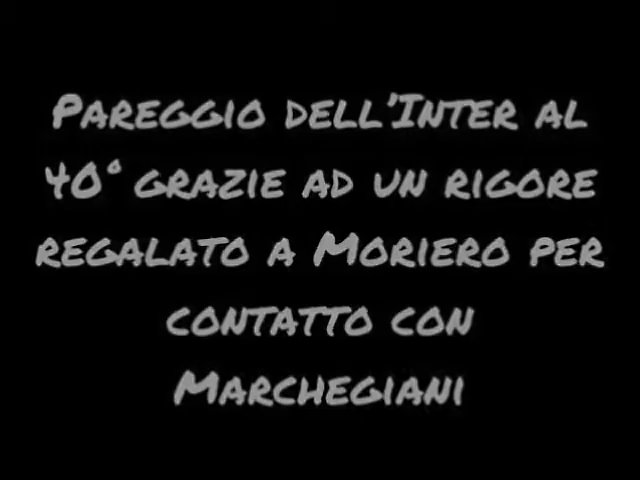 Pareggio dell'Inter al
40° grazie ad un rigore
regalato a Moriero per
contatto con
Marchegiani